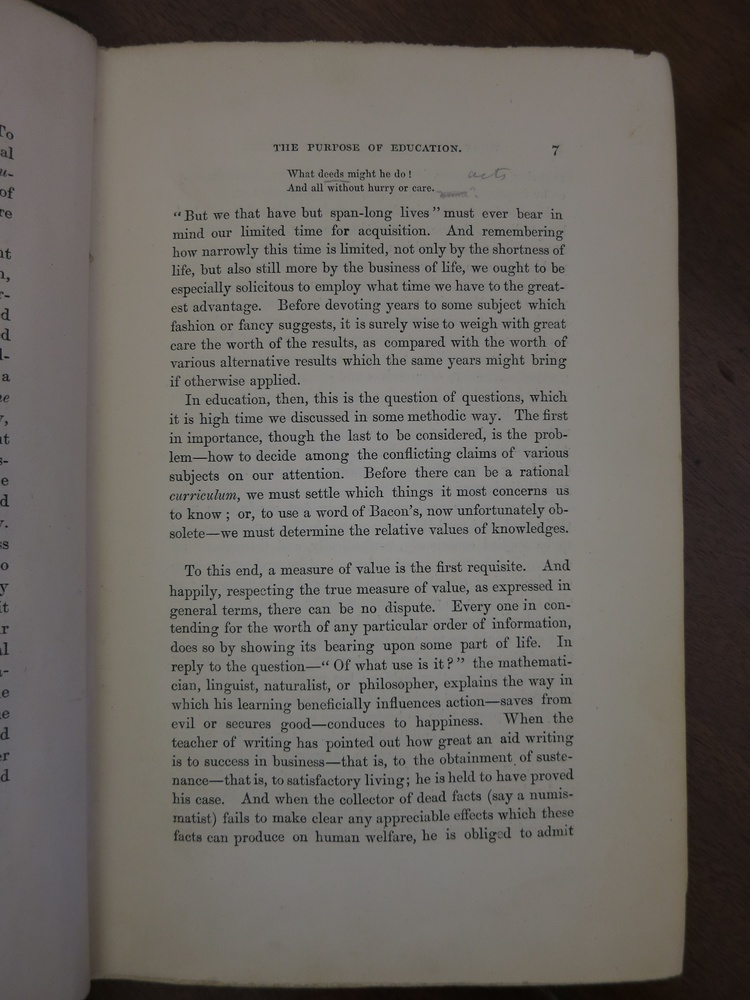 THE PURPOSE OF EDUCATION. 7
What deeds might he do! acts
And all without hurry or care.
"But we that have but span-long lives" must ever bear in
mind our limited time for acquisition. And remembering
how narrowly this time is limited, not only by the shortness of
life, but also still more by the business of life, we ought to be
especially solicitous to employ what time we have to the great-
est advantage. Before devoting years to some subject which
fashion or fancy suggests, it is surely wise to weigh with great
care the worth of the results, as compared with the worth of
various alternative results which the same years might bring
if otherwise applied.
In education, then, this is the question of questions, which
it is high time we discussed in some methodic way. The first
in importance, though the last to be considered, is the prob-
lem—how to decide among the conflicting claims of various
subjects on our attention. Before there can be a rational
curriculum, we must settle which things it most concerns us
to know; or, to use a word of Bacon's, now unfortunately ob-
solete—we must determine the relative values of knowledges.
To this end, a measure of value is the first requisite. And
happily, respecting the true measure of value, as expressed in
general terms, there can be no dispute. Every one in con-
tending for the worth of any particular order of information,
does so by showing its bearing upon some part of life. In
reply to the question—"Of what use is it?" the mathemati-
cian, linguist, naturalist, or philosopher, explains the way in
which his learning beneficially influences action—saves from
evil or secures good—conduces to happiness. When the
teacher of writing has pointed out how great an aid writing
is to success in business—that is, to the obtainment of suste-
nance—that is, to satisfactory living; he is held to have proved
his case. And when the collector of dead facts (say a numis-
matist) fails to make clear any appreciable effects which these
facts can produce on human welfare, he is obliged to admit